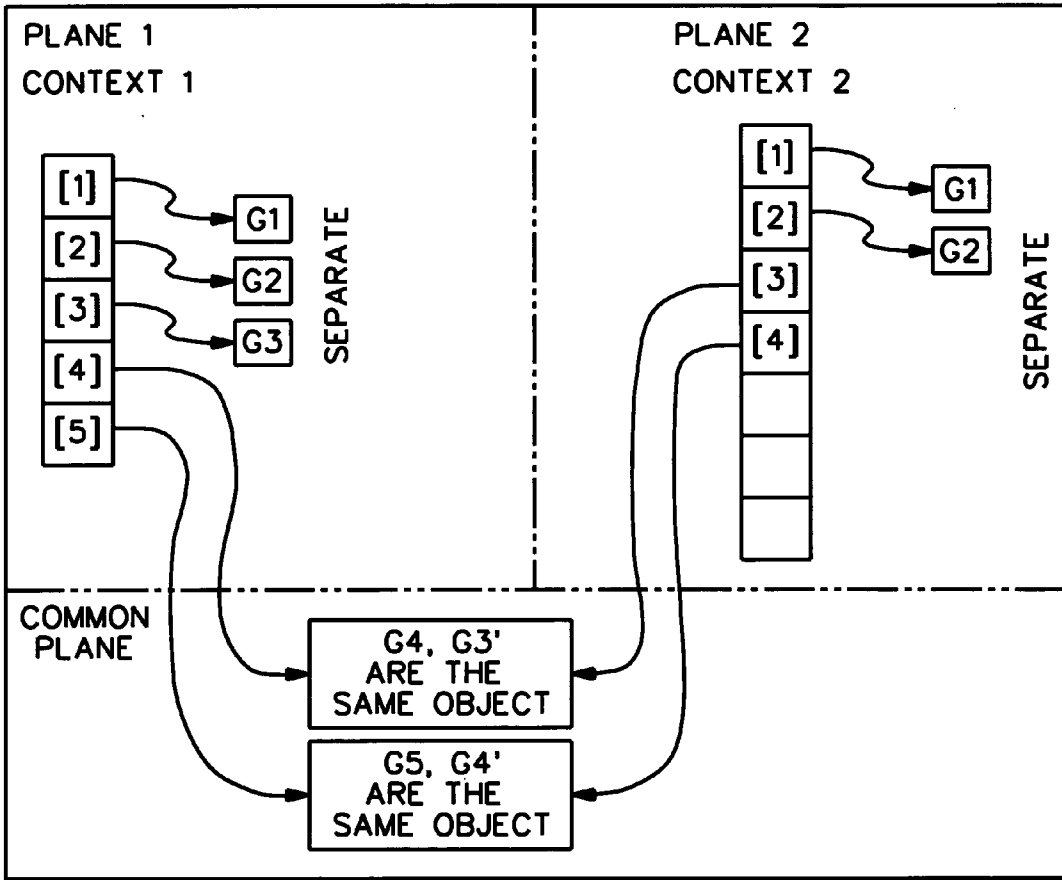 PLANE 1
CONTEXT 1
[1]
[2]
[3]
[4]
[5]
G1
G2
G3
SEPARATE
PLANE 2
CONTEXT 2
[1]
[2]
[3]
[4]
G1
G2
SEPARATE
COMMON
PLANE
G4, G3'
ARE THE
SAME OBJECT
G5, G4'
ARE THE
SAME OBJECT